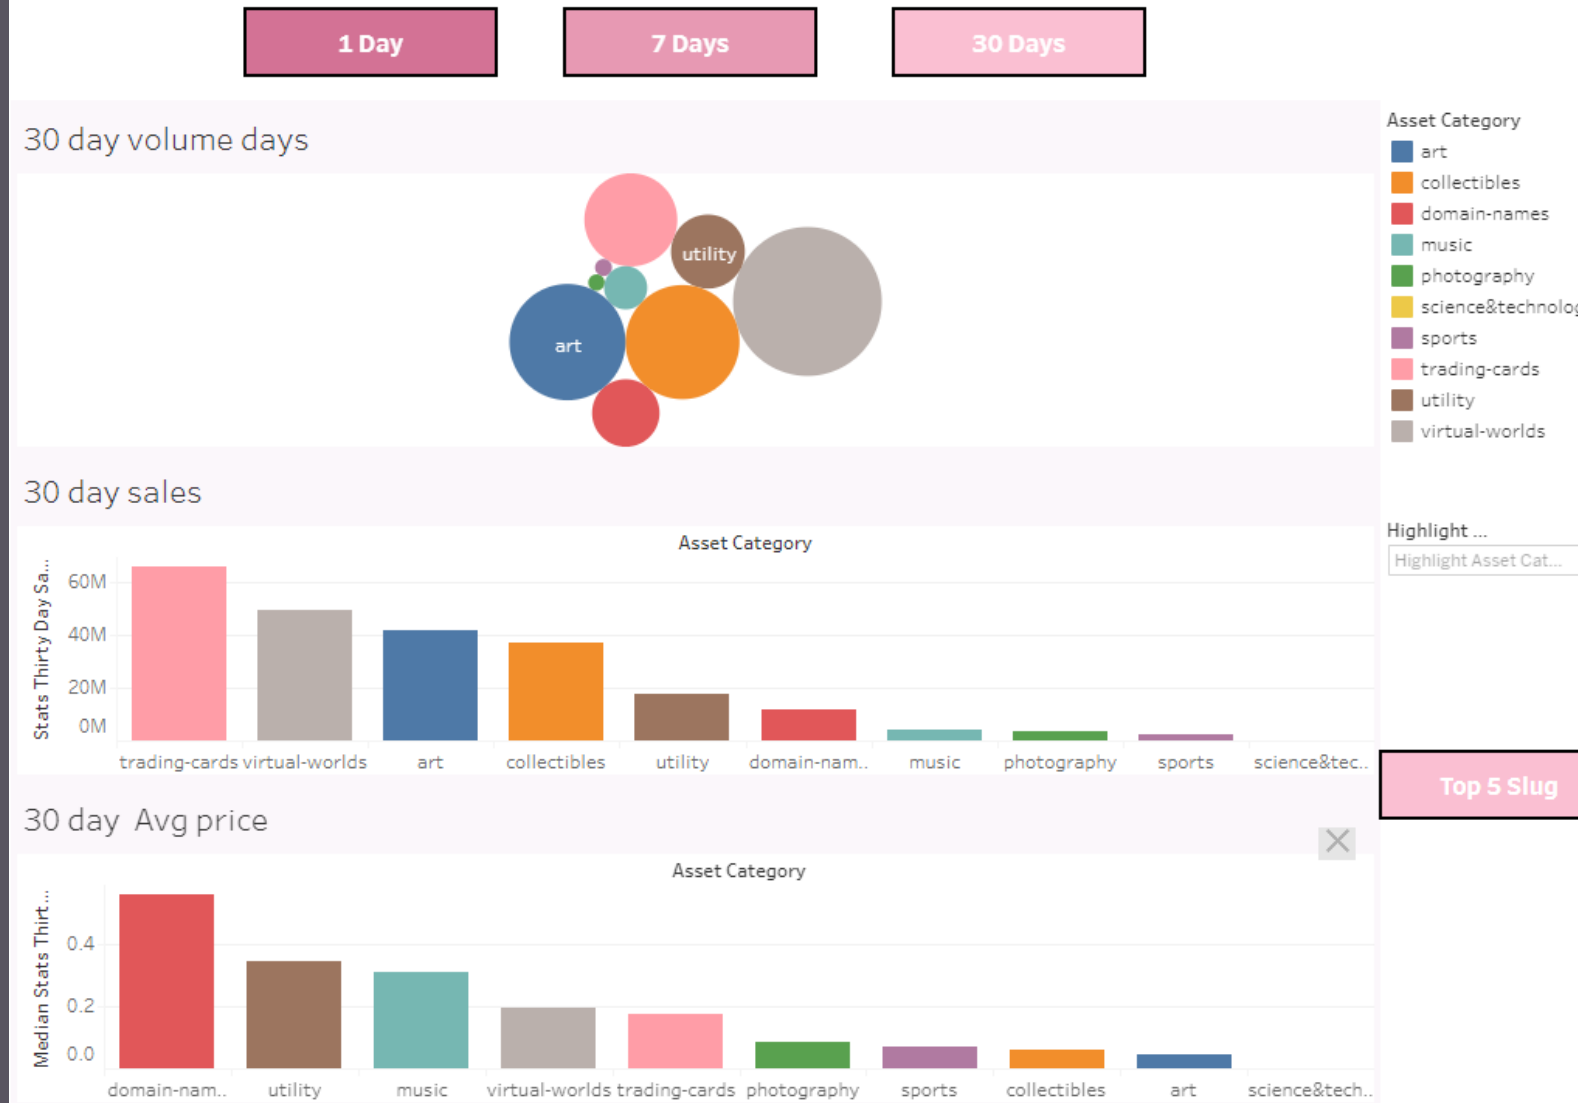 1 Day
7 Days
30 Days
30 day volume days
utility
art
Asset Category
art
collectibles
domain-names
music
photography
science&technolog
sports
trading-cards
utility
virtual-worlds
30 day sales
Asset Category
Stats Thirty Day Sa...
60M
40M
20M
0M
trading-cards virtual-worlds art collectibles utility domain-nam.. music photography sports science&tec..
Highlight ...
Highlight Asset Cat...
Top 5 Slug
30 day Avg price
Asset Category
Median Stats Thirt...
0.4
0.2
0.0
domain-nam.. utility music virtual-worlds trading-cards photography sports collectibles art science&tech..